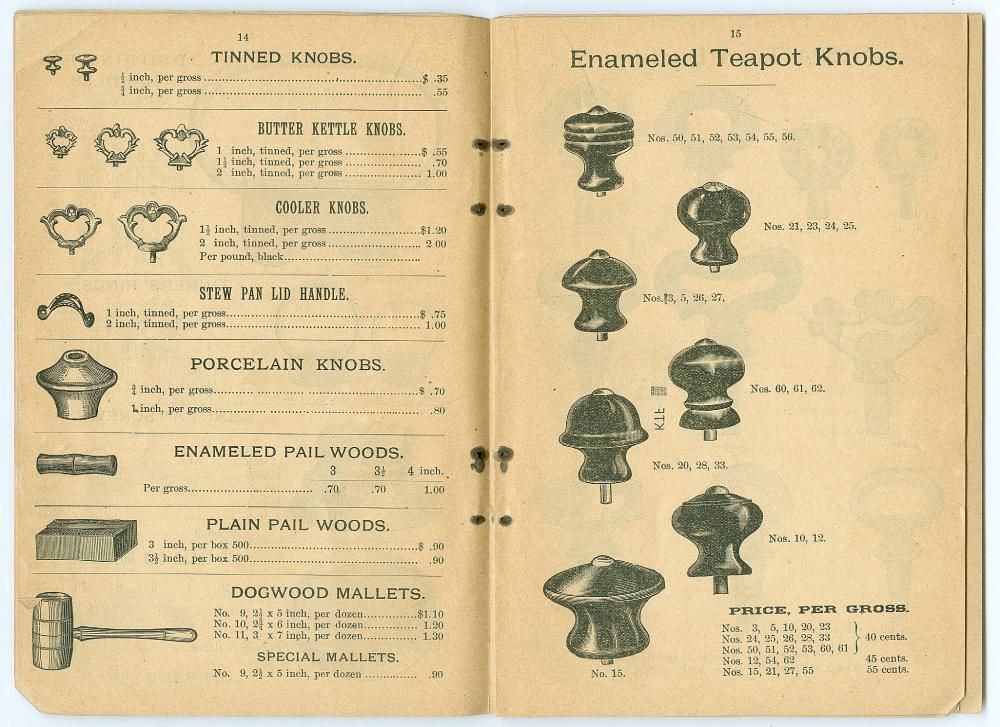 14
TINNED KNOBS.
½ inch, per gross $ .35
¾ inch, per gross .55
BUTTER KETTLE KNOBS.
1 inch, tinned, per gross $ .55
1½ inch, tinned, per gross .70
2 inch, tinned, per gross 1.00
COOLER KNOBS.
1½ inch, tinned, per gross $1.20
2 inch, tinned, per gross 2 00
Per pound, black
STEW PAN LID HANDLE.
1 inch, tinned, per gross $ .75
2 inch, tinned, per gross 1.00
PORCELAIN KNOBS.
¾ inch, per gross $ .70
1 inch, per gross .80
ENAMELED PAIL WOODS.
3 3½ 4 inch.
Per gross .70 .70 1.00
PLAIN PAIL WOODS.
3 inch, per box 500 $ .90
3½ inch, per box 500 .90
DOGWOOD MALLETS.
No. 9, 2½ x 5 inch, per dozen $1.10
No. 10, 2¾ x 6 inch, per dozen 1.20
No. 11, 3 x 7 inch, per dozen 1.30
SPECIAL MALLETS.
No. 9, 2½ x 5 inch, per dozen .90
15
Enameled Teapot Knobs.
Nos. 50, 51, 52, 53, 54, 55, 56.
Nos. 21, 23, 24, 25.
Nos. 3, 5, 26, 27.
Nos. 60, 61, 62.
Nos. 20, 28, 33.
Nos. 10, 12.
No. 15.
PRICE, PER GROSS.
Nos. 3, 5, 10, 20, 23
Nos. 24, 25, 26, 28, 33
Nos. 50, 51, 52, 53, 60, 61
40 cents.
Nos. 12, 54, 62 45 cents.
Nos. 15, 21, 27, 55 55 cents.